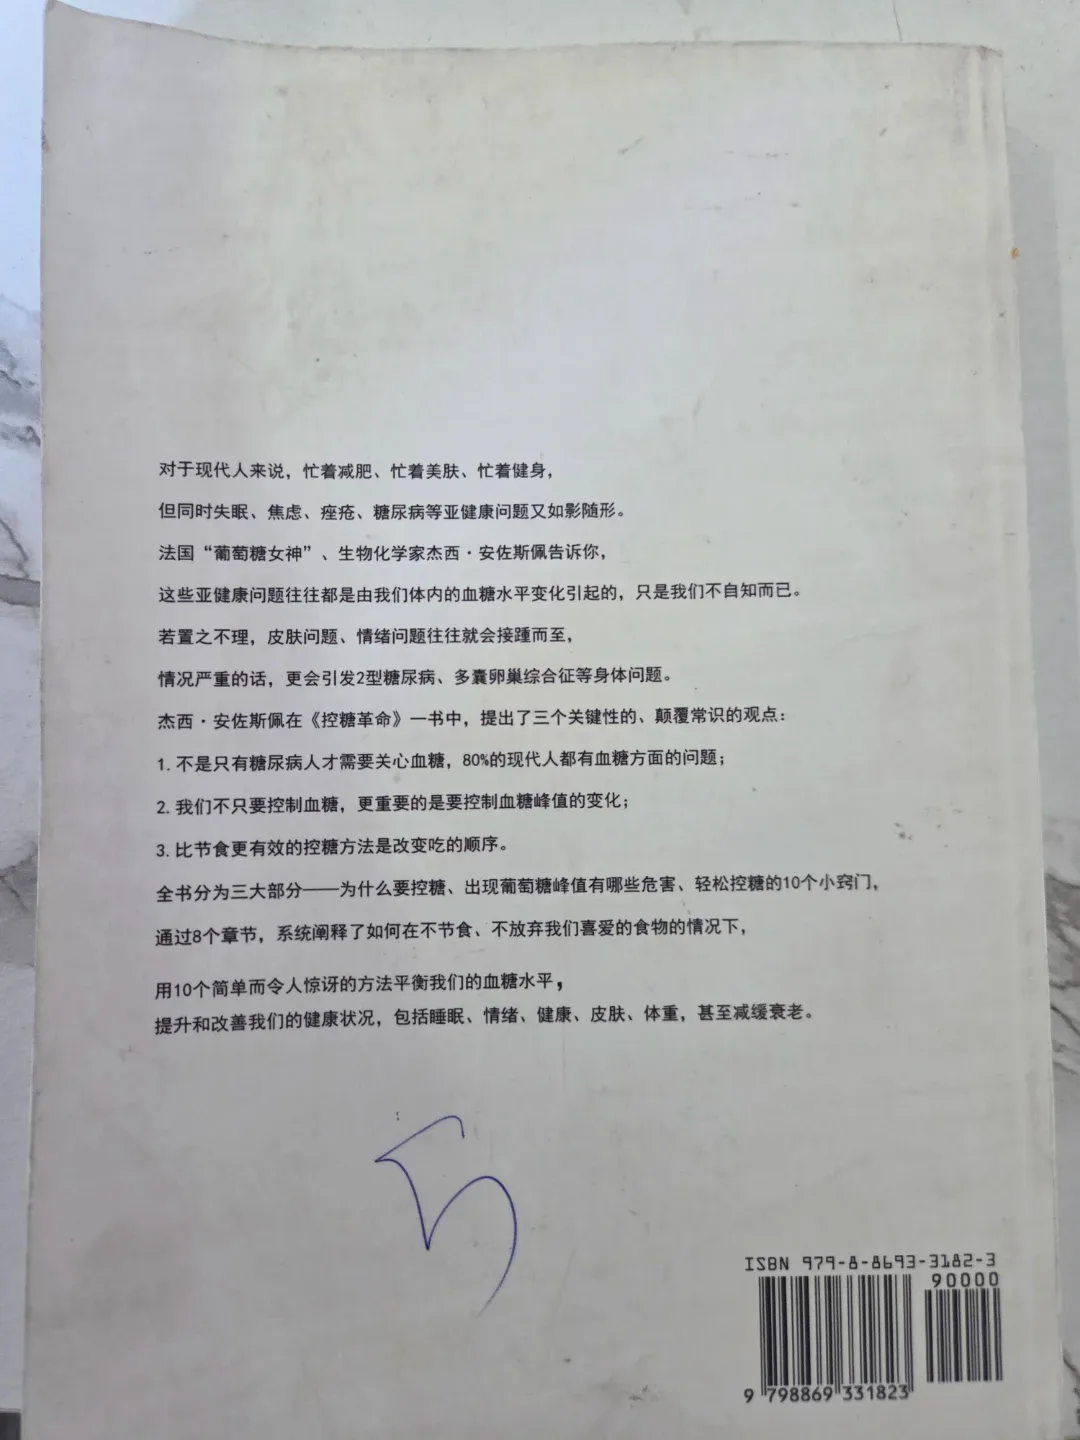 对于现代人来说，忙着减肥、忙着美肤、忙着健身，
但同时失眠、焦虑、痤疮、糖尿病等亚健康问题又如影随形。
法国“葡萄糖女神”、生物化学家杰西·安佐斯佩告诉你，
这些亚健康问题往往都是由我们体内的血糖水平变化引起的，只是我们不自知而已。
若置之不理，皮肤问题、情绪问题往往就会接踵而至，
情况严重的话，更会引发2型糖尿病、多囊卵巢综合征等身体问题。
杰西·安佐斯佩在《控糖革命》一书中，提出了三个关键性的、颠覆常识的观点：
1. 不是只有糖尿病人才需要关心血糖，80%的现代人都有血糖方面的问题；
2. 我们不只要控制血糖，更重要的是要控制血糖峰值的变化；
3. 比节食更有效的控糖方法是改变吃的顺序。
全书分为三大部分——为什么要控糖、出现葡萄糖峰值有哪些危害、轻松控糖的10个小窍门，
通过8个章节，系统阐释了如何在不节食、不放弃我们喜爱的食物的情况下，
用10个简单而令人惊讶的方法平衡我们的血糖水平，
提升和改善我们的健康状况，包括睡眠、情绪、健康、皮肤、体重，甚至减缓衰老。
ISBN 979-8-8693-3182-3
90000
9 798869 331823